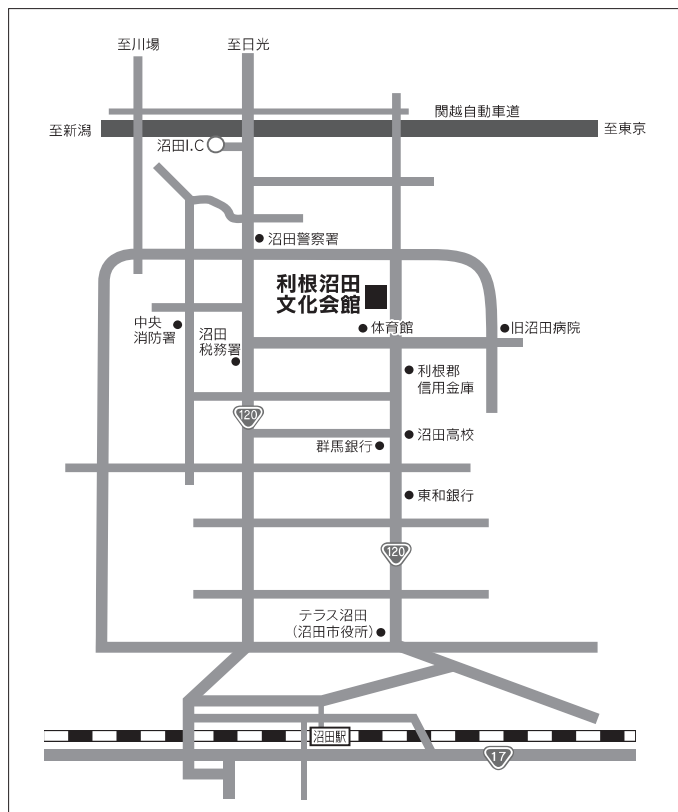 至川場
至日光
関越自動車道
至新潟
至東京
沼田I.C
沼田警察署
利根沼田
文化会館
中央
消防署
沼田
税務署
体育館
旧沼田病院
利根郡
信用金庫
120
沼田高校
群馬銀行
東和銀行
120
テラス沼田
(沼田市役所)
沼田駅
17